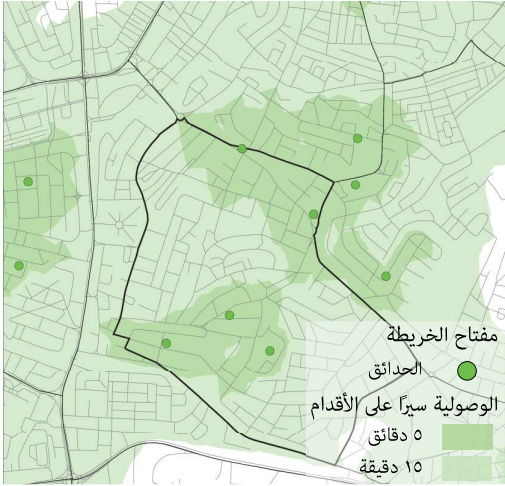 مفتاح الخريطة
الحدائق
الوصولية سيرًا على الأقدام
٥ دقائق
١٥ دقيقة